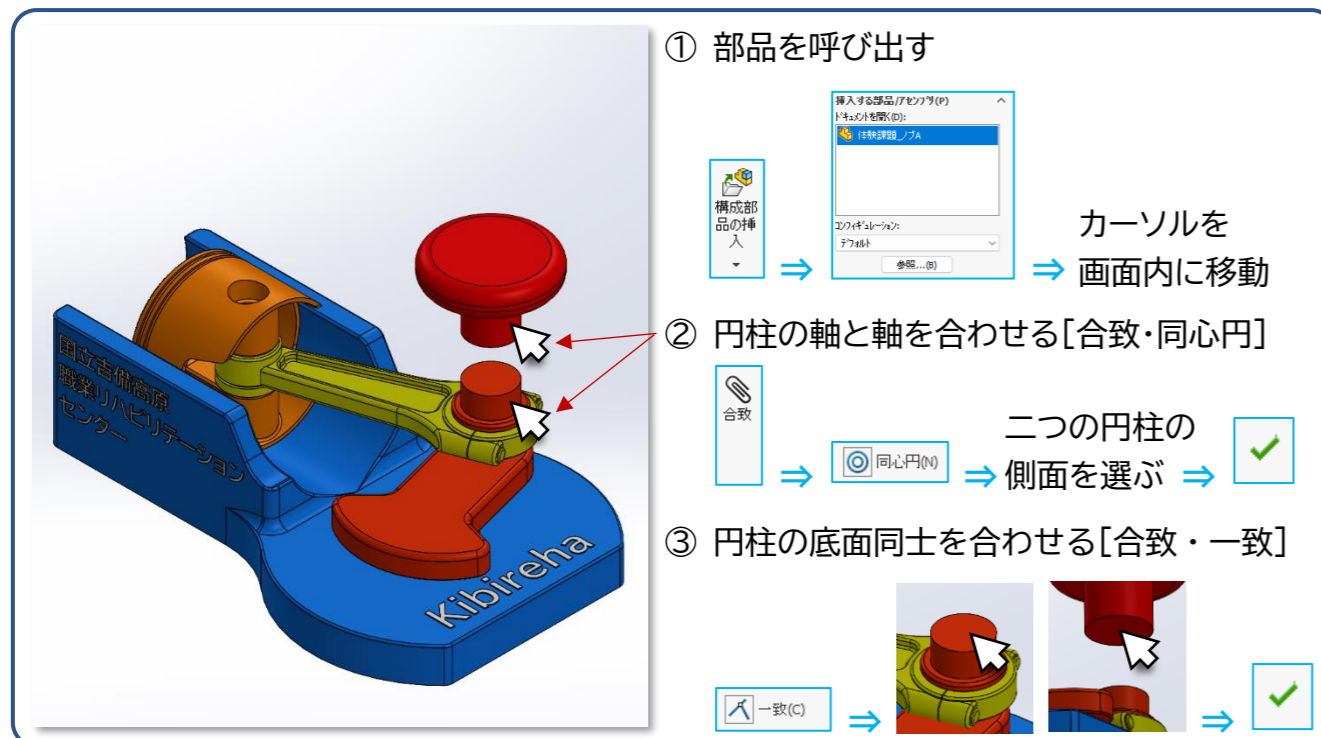 国立吉備高原
職業リハビリテーション
センター
Kibireha
① 部品を呼び出す
挿入する部品/アセンブリ(P)
ドキュメントを開く(D):
体験課題_ノブA
コンフィギュレーション:
デフォルト
参照...(B)
構成部
品の挿
入
⇒
⇒
カーソルを
画面内に移動
② 円柱の軸と軸を合わせる[合致・同心円]
合致
⇒
同心円(N)
⇒
二つの円柱の
側面を選ぶ
⇒
③ 円柱の底面同士を合わせる[合致・一致]
一致(C)
⇒
⇒